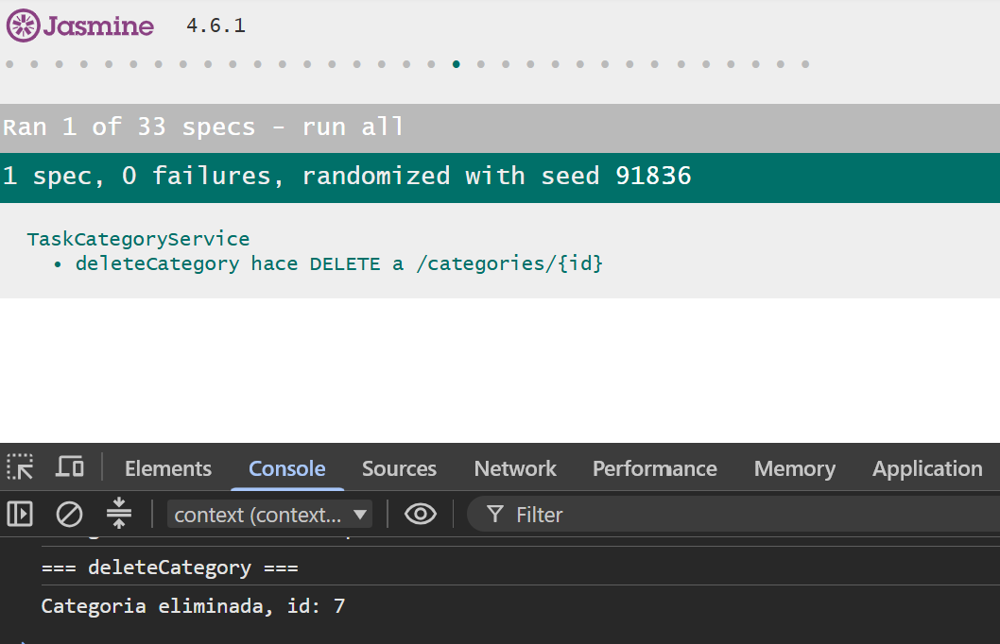 Jasmine 4.6.1
Ran 1 of 33 specs - run all
1 spec, 0 failures, randomized with seed 91836
TaskCategoryService
• deleteCategory hace DELETE a /categories/{id}
Elements Console Sources Network Performance Memory Application
context (context... ▼ Filter
=== deleteCategory ===
Categoria eliminada, id: 7